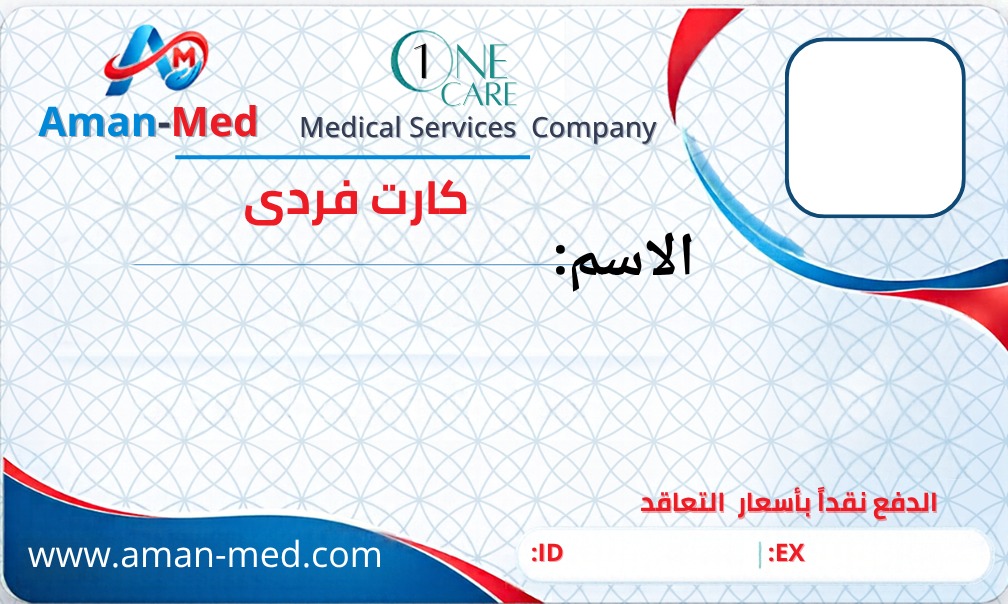 Aman-Med
1 ONE
CARE
Medical Services Company
كارت فردى
الاسم:
الدفع نقداً بأسعار التعاقد
:ID
| :EX
www.aman-med.com